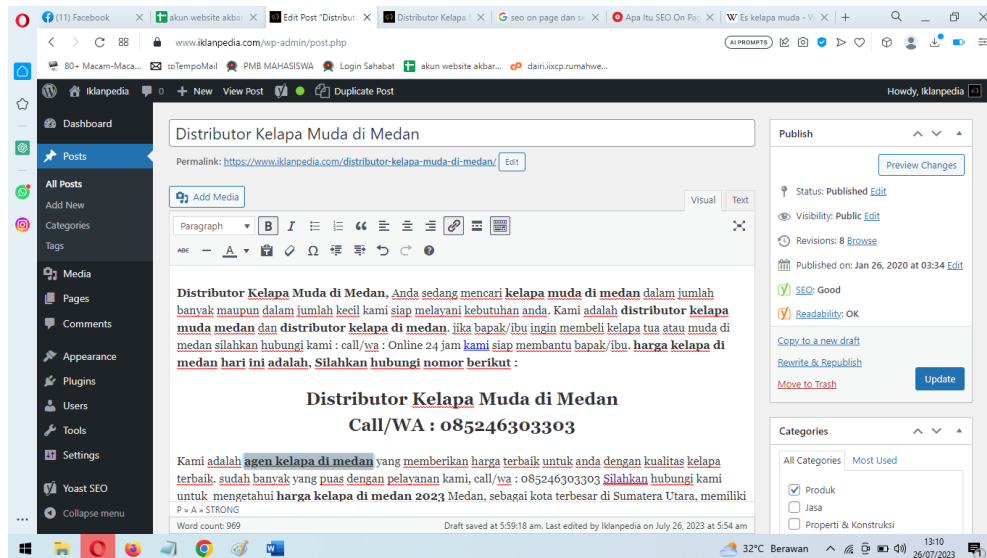 (11) Facebook
akun website akba
Edit Post "Distribut
Distributor Kelapa
seo on page dan se
Apa Itu SEO On Pag
Es kelapa muda - W
www.iklanpedia.com/wp-admin/post.php
AI PROMPTS
80+ Macam-Maca...
10TempoMail
PMB MAHASISWA
Login Sahabat
akun website akbar...
dairi.iixcp.rumahwe...
Iklanpedia
0
New
View Post
Duplicate Post
Howdy, Iklanpedia
Dashboard
Posts
All Posts
Add New
Categories
Tags
Media
Pages
Comments
Appearance
Plugins
Users
Tools
Settings
Yoast SEO
Collapse menu
Distributor Kelapa Muda di Medan
Permalink: https://www.iklanpedia.com/distributor-kelapa-muda-di-medan/ Edit
Add Media
Visual
Text
Paragraph
Distributor Kelapa Muda di Medan, Anda sedang mencari kelapa muda di medan dalam jumlah
banyak maupun dalam jumlah kecil kami siap melayani kebutuhan anda. Kami adalah distributor kelapa
muda medan dan distributor kelapa di medan. jika bapak/ibu ingin membeli kelapa tua atau muda di
medan silahkan hubungi kami : call/wa : Online 24 jam kami siap membantu bapak/ibu. harga kelapa di
medan hari ini adalah, Silahkan hubungi nomor berikut :
Distributor Kelapa Muda di Medan
Call/WA : 085246303303
Kami adalah agen kelapa di medan yang memberikan harga terbaik untuk anda dengan kualitas kelapa
terbaik. sudah banyak yang puas dengan pelayanan kami, call/wa : 085246303303 Silahkan hubungi kami
untuk mengetahui harga kelapa di medan 2023 Medan, sebagai kota terbesar di Sumatera Utara, memiliki
P » A » STRONG
Word count: 969
Draft saved at 5:59:18 am. Last edited by Iklanpedia on July 26, 2023 at 5:54 am
Publish
Preview Changes
Status: Published Edit
Visibility: Public Edit
Revisions: 8 Browse
Published on: Jan 26, 2020 at 03:34 Edit
SEO: Good
Readability: OK
Copy to a new draft
Rewrite & Republish
Move to Trash
Update
Categories
All Categories
Most Used
Produk
Jasa
Properti & Konstruksi
32°C Berawan
13:10
26/07/2023